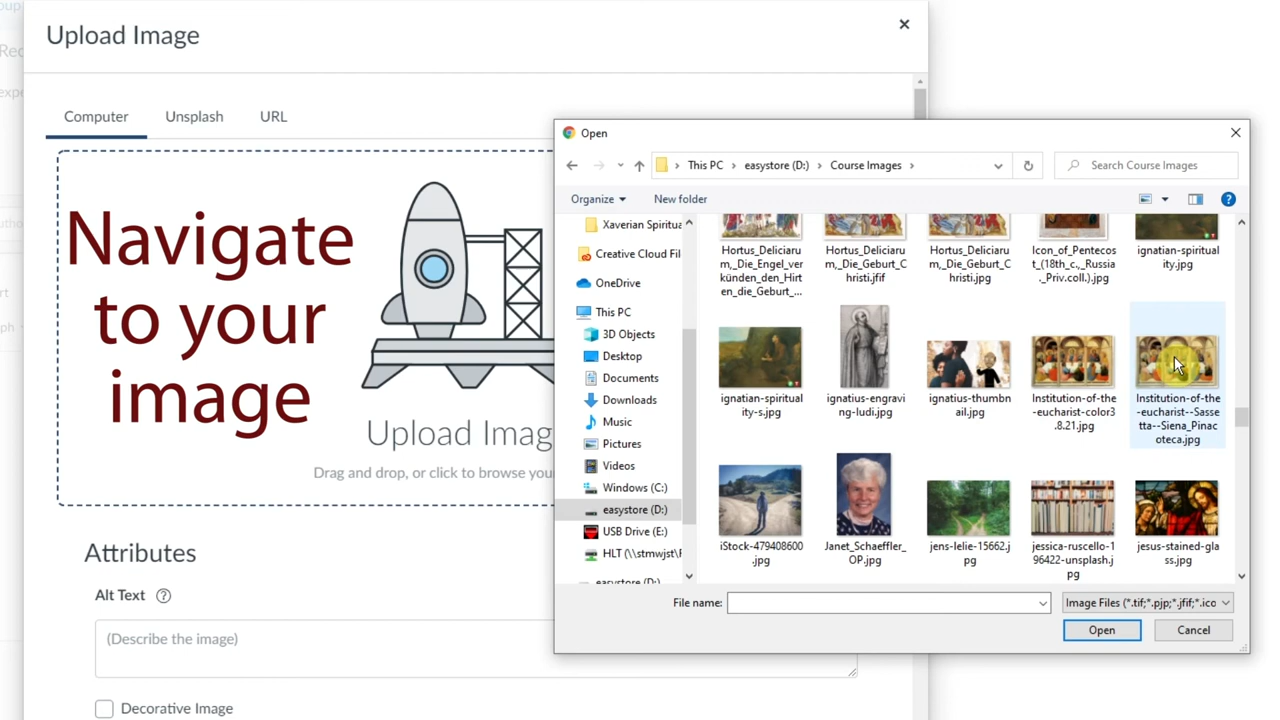 Upload Image
Computer
Unsplash
URL
Navigate
to your
image
Upload Imag
Drag and drop, or click to browse you
Attributes
Alt Text
?
(Describe the image)
Decorative Image
Open
This PC
easystore (D:)
Course Images
Search Course Images
Organize
New folder
?
Xaverian Spiritua
Creative Cloud Fil
OneDrive
This PC
3D Objects
Desktop
Documents
Downloads
Music
Pictures
Videos
Windows (C:)
easystore (D:)
USB Drive (E:)
HLT (\\stmwjst\F
easystore (D:)
Hortus_Deliciaru
m,_Die_Engel_ver
künden_den_Hirt
en_die_Geburt_...
Hortus_Deliciaru
m,_Die_Geburt_C
hristi.jfif
Hortus_Deliciaru
m,_Die_Geburt_C
hristi.jpg
Icon_of_Pentecos
t_(18th_c.,_Russia
._Priv.coll.).jpg
ignatian-spiritual
ity.jpg
ignatian-spiritual
ity-s.jpg
ignatius-engravi
ng-ludi.jpg
ignatius-thumbn
ail.jpg
Institution-of-the
-eucharist-color3
.8.21.jpg
Institution-of-the
-eucharist--Sasse
tta--Siena_Pinac
oteca.jpg
iStock-479408600
.jpg
Janet_Schaeffler_
OP.jpg
jens-lelie-15662.j
pg
jessica-ruscello-1
96422-unsplash.j
pg
jesus-stained-gla
ss.jpg
File name:
Image Files (*.tif;*.pjp;*.jfif;*.ico
Open
Cancel